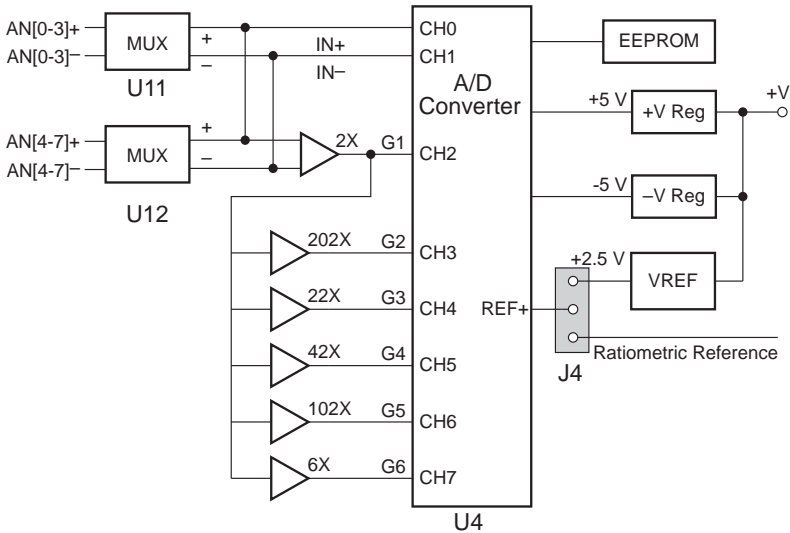 AN[0-3]+
AN[0-3]–
MUX
+
–
U11
IN+
IN–
CH0
CH1
A/D
Converter
EEPROM
+5 V
+V Reg
+V
AN[4-7]+
AN[4-7]–
MUX
+
–
U12
2X
G1
CH2
-5 V
–V Reg
202X
G2
CH3
+2.5 V
VREF
22X
G3
CH4
REF+
42X
G4
CH5
Ratiometric Reference
J4
102X
G5
CH6
6X
G6
CH7
U4